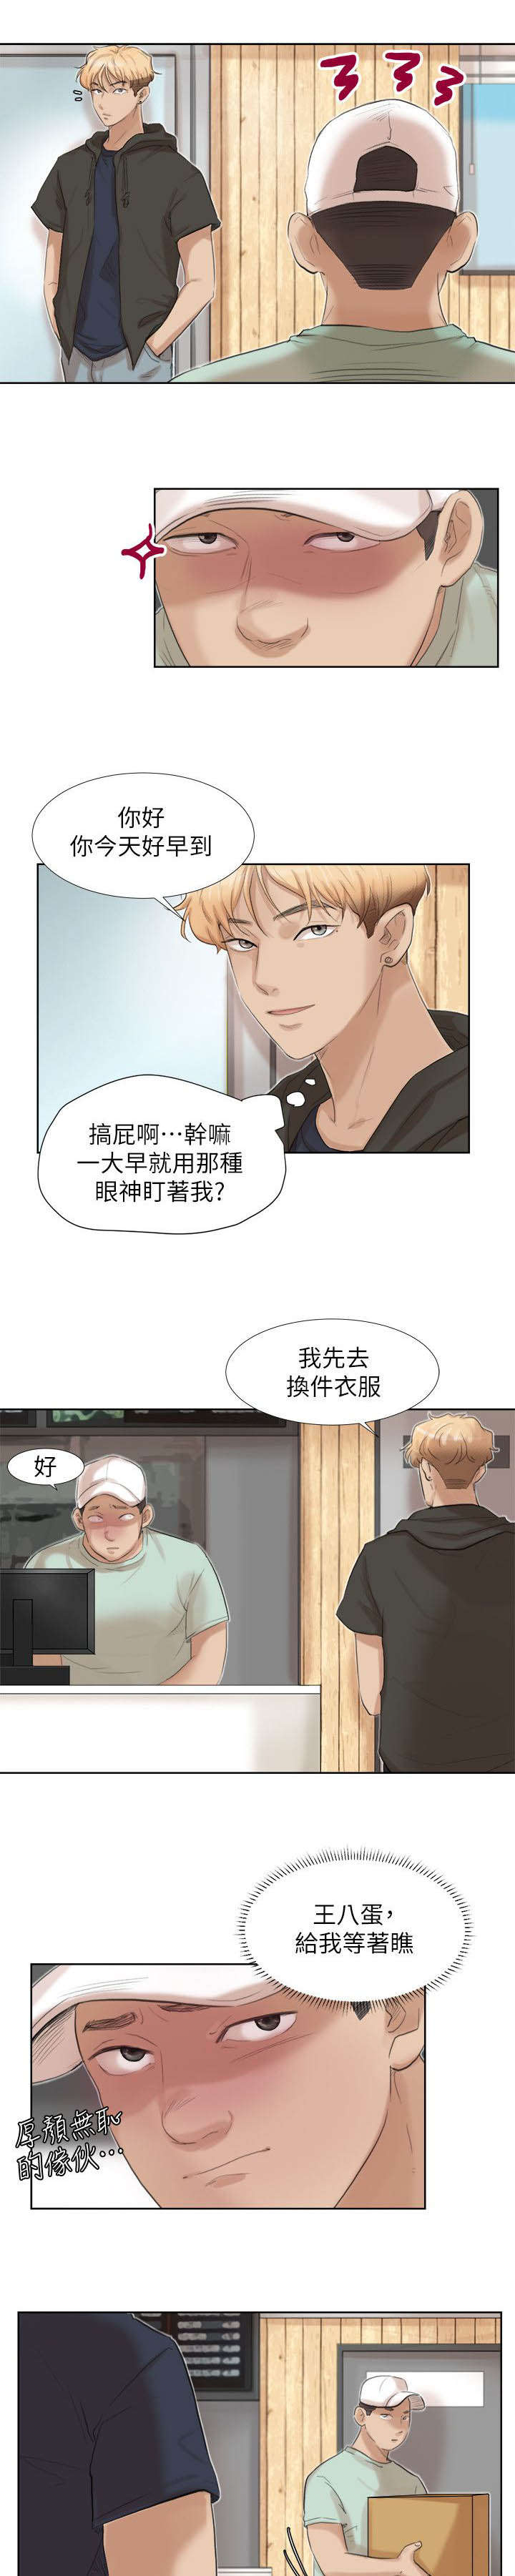 你好
你今天好早到
搞屁啊…幹嘛
一大早就用那種
眼神盯著我?
我先去
換件衣服
好
王八蛋,
給我等著瞧
厚顏無恥
的傢伙…